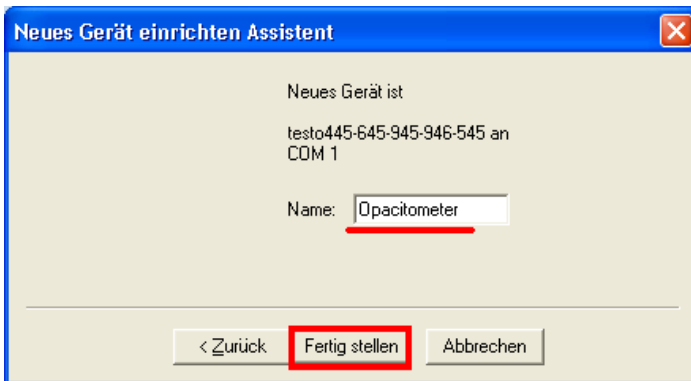 Neues Gerät einrichten Assistent
Neues Gerät ist
testo445-645-945-946-545 an
COM 1
Name: Opacitometer
< Zurück Fertig stellen Abbrechen